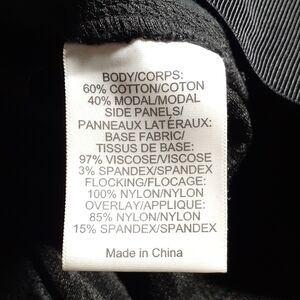 BODY/CORPS:
60% COTTON/COTON
40% MODAL/MODAL
SIDE PANELS/
PANNEAUX LATÉRAUX:
BASE FABRIC/
TISSUS DE BASE:
97% VISCOSE/VISCOSE
3% SPANDEX/SPANDEX
FLOCKING/FLOCAGE:
100% NYLON/NYLON
OVERLAY/APPLIQUE:
85% NYLON/NYLON
15% SPANDEX/SPANDEX
Made in China